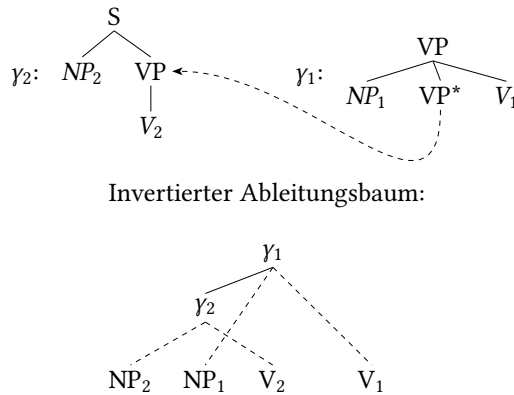 S
γ₂: NP₂ VP
V₂
VP
γ₁: NP₁ VP* V₁
Invertierter Ableitungsbaum:
γ₁
γ₂
NP₂ NP₁ V₂ V₁